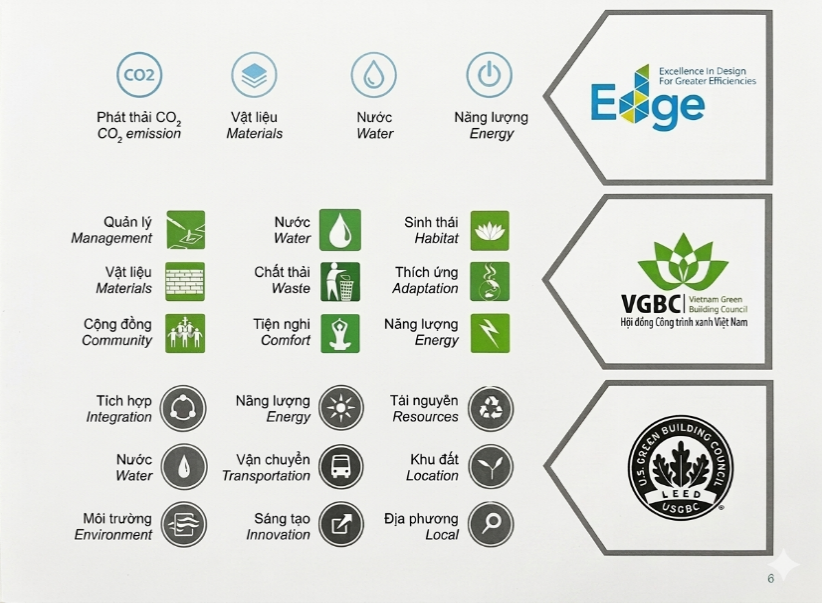 CO2
Phát thải CO₂
CO₂ emission
Vật liệu
Materials
Nước
Water
Năng lượng
Energy
Edge
Excellence In Design
For Greater Efficiencies
Quản lý
Management
Nước
Water
Sinh thái
Habitat
Vật liệu
Materials
Chất thải
Waste
Thích ứng
Adaptation
Cộng đồng
Community
Tiện nghi
Comfort
Năng lượng
Energy
VGBC
Vietnam Green
Building Council
Hội đồng Công trình xanh Việt Nam
Tích hợp
Integration
Năng lượng
Energy
Tài nguyên
Resources
Nước
Water
Vận chuyển
Transportation
Khu đất
Location
Môi trường
Environment
Sáng tạo
Innovation
Địa phương
Local
U.S. GREEN BUILDING COUNCIL
LEED
USGBC
®
6